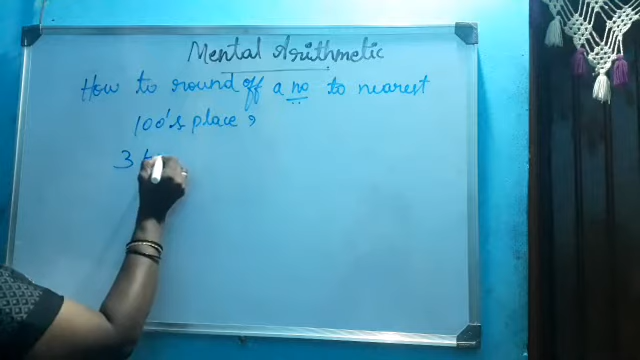 Mental Arithmetic
How to round off a no to nearest
100's place ?
3